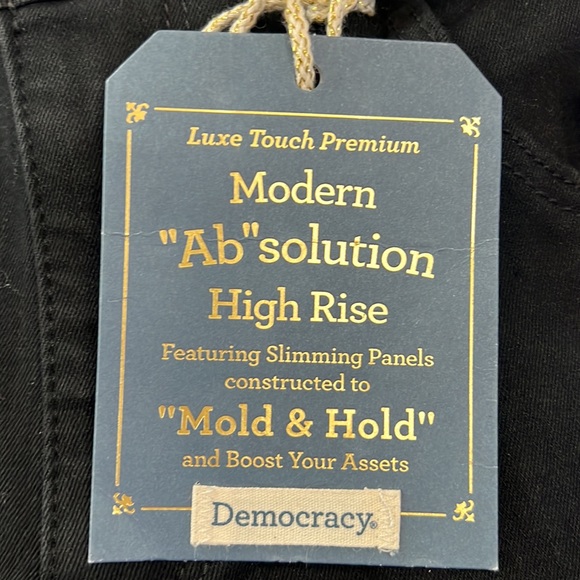 Luxe Touch Premium
Modern
"Ab"solution
High Rise
Featuring Slimming Panels
constructed to
"Mold & Hold"
and Boost Your Assets
Democracy®